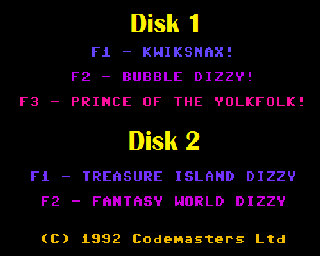 Disk 1
F1 - KWIKSNAX!
F2 - BUBBLE DIZZY!
F3 - PRINCE OF THE YOLKFOLK!
Disk 2
F1 - TREASURE ISLAND DIZZY
F2 - FANTASY WORLD DIZZY
(C) 1992 Codemasters Ltd